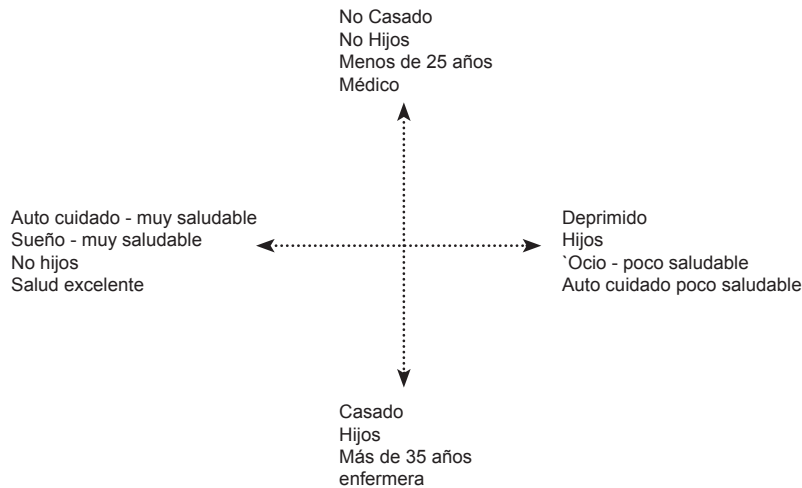 No Casado
No Hijos
Menos de 25 años
Médico
Auto cuidado - muy saludable
Sueño - muy saludable
No hijos
Salud excelente
Deprimido
Hijos
`Ocio - poco saludable
Auto cuidado poco saludable
Casado
Hijos
Más de 35 años
enfermera